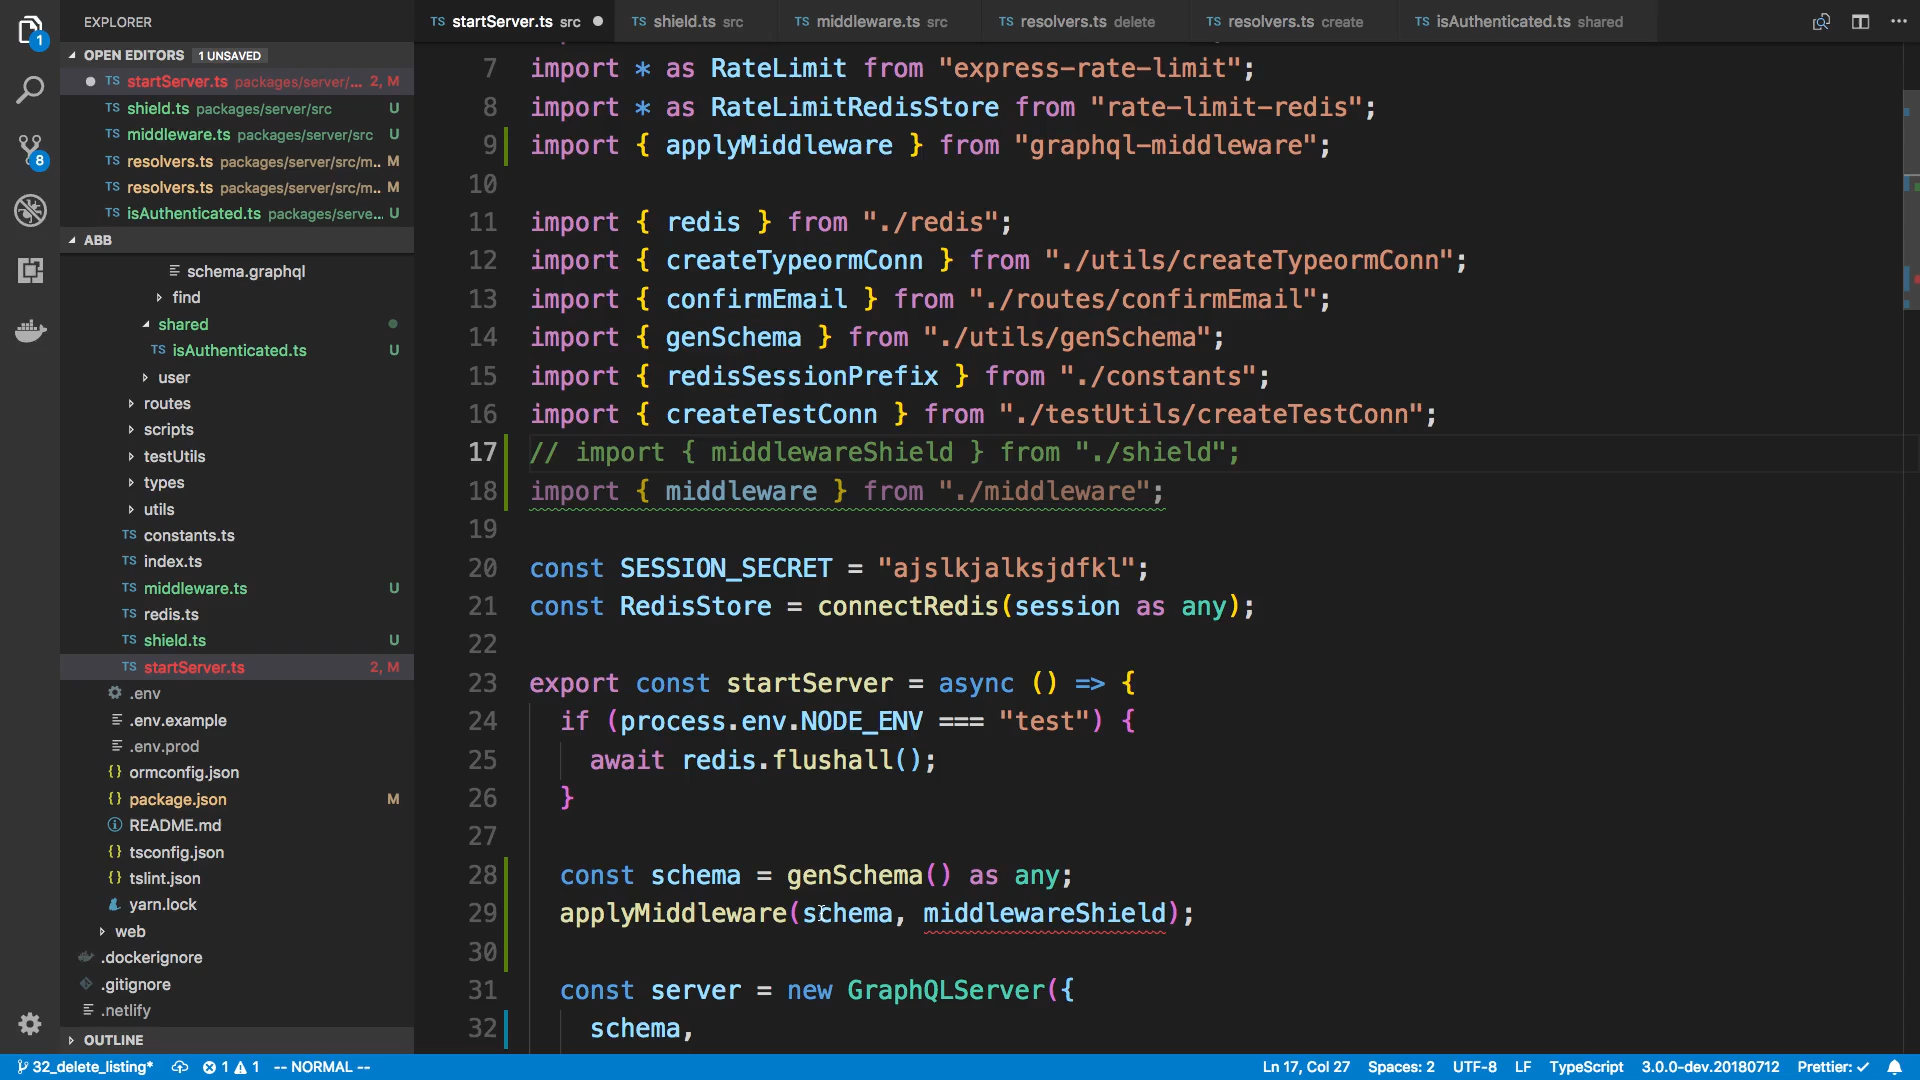 EXPLORER
OPEN EDITORS 1 UNSAVED
TS startServer.ts packages/server/... 2, M
TS shield.ts packages/server/src U
TS middleware.ts packages/server/src U
TS resolvers.ts packages/server/src/m.. M
TS resolvers.ts packages/server/src/m.. M
TS isAuthenticated.ts packages/serve... U
ABB
schema.graphql
find
shared
TS isAuthenticated.ts U
user
routes
scripts
testUtils
types
utils
TS constants.ts
TS index.ts
TS middleware.ts U
TS redis.ts
TS shield.ts U
TS startServer.ts 2, M
.env
.env.example
.env.prod
{} ormconfig.json
{} package.json M
README.md
{} tsconfig.json
{} tslint.json
yarn.lock
web
.dockerignore
.gitignore
.netlify
OUTLINE
1
8
TS startServer.ts src
TS shield.ts src
TS middleware.ts src
TS resolvers.ts delete
TS resolvers.ts create
TS isAuthenticated.ts shared
7 import * as RateLimit from "express-rate-limit";
8 import * as RateLimitRedisStore from "rate-limit-redis";
9 import { applyMiddleware } from "graphql-middleware";
10
11 import { redis } from "./redis";
12 import { createTypeormConn } from "./utils/createTypeormConn";
13 import { confirmEmail } from "./routes/confirmEmail";
14 import { genSchema } from "./utils/genSchema";
15 import { redisSessionPrefix } from "./constants";
16 import { createTestConn } from "./testUtils/createTestConn";
17 // import { middlewareShield } from "./shield";
18 import { middleware } from "./middleware";
19
20 const SESSION_SECRET = "ajslkjalksjdfkl";
21 const RedisStore = connectRedis(session as any);
22
23 export const startServer = async () => {
24 if (process.env.NODE_ENV === "test") {
25 await redis.flushall();
26 }
27
28 const schema = genSchema() as any;
29 applyMiddleware(schema, middlewareShield);
30
31 const server = new GraphQLServer({
32 schema,
32_delete_listing* 1 1 -- NORMAL -- Ln 17, Col 27 Spaces: 2 UTF-8 LF TypeScript 3.0.0-dev.20180712 Prettier: ✓